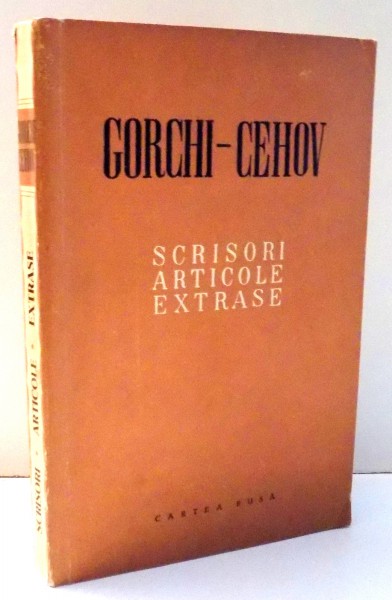 GORCHI-CEHOV
SCRISORI
ARTICOLE
EXTRASE
CARTEA RUSĂ
SCRISORI - ARTICOLE - EXTRASE